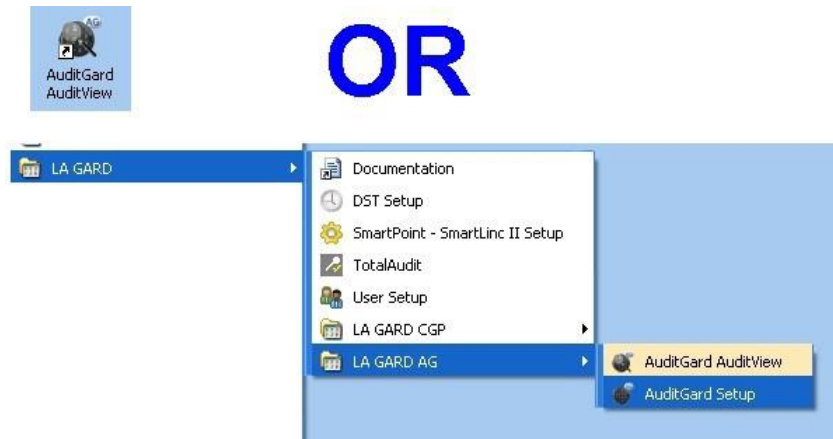 AG
AuditGard
AuditView
OR
LA GARD
Documentation
DST Setup
SmartPoint - SmartLinc II Setup
TotalAudit
User Setup
LA GARD CGP
LA GARD AG
AuditGard AuditView
AuditGard Setup